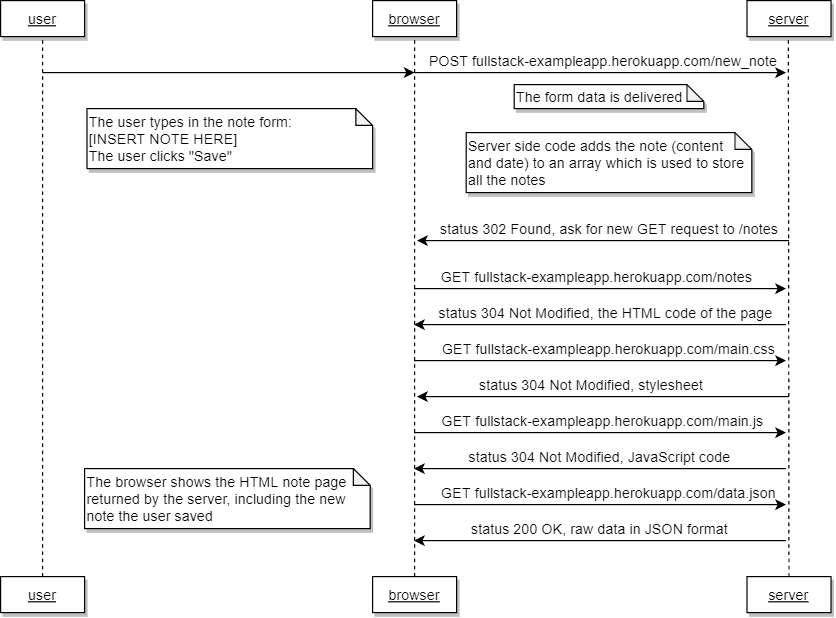 user
browser
server
POST fullstack-exampleapp.herokuapp.com/new_note
The form data is delivered
The user types in the note form:
[INSERT NOTE HERE]
The user clicks "Save"
Server side code adds the note (content
and date) to an array which is used to store
all the notes
status 302 Found, ask for new GET request to /notes
GET fullstack-exampleapp.herokuapp.com/notes
status 304 Not Modified, the HTML code of the page
GET fullstack-exampleapp.herokuapp.com/main.css
status 304 Not Modified, stylesheet
GET fullstack-exampleapp.herokuapp.com/main.js
status 304 Not Modified, JavaScript code
The browser shows the HTML note page
returned by the server, including the new
note the user saved
GET fullstack-exampleapp.herokuapp.com/data.json
status 200 OK, raw data in JSON format
user
browser
server